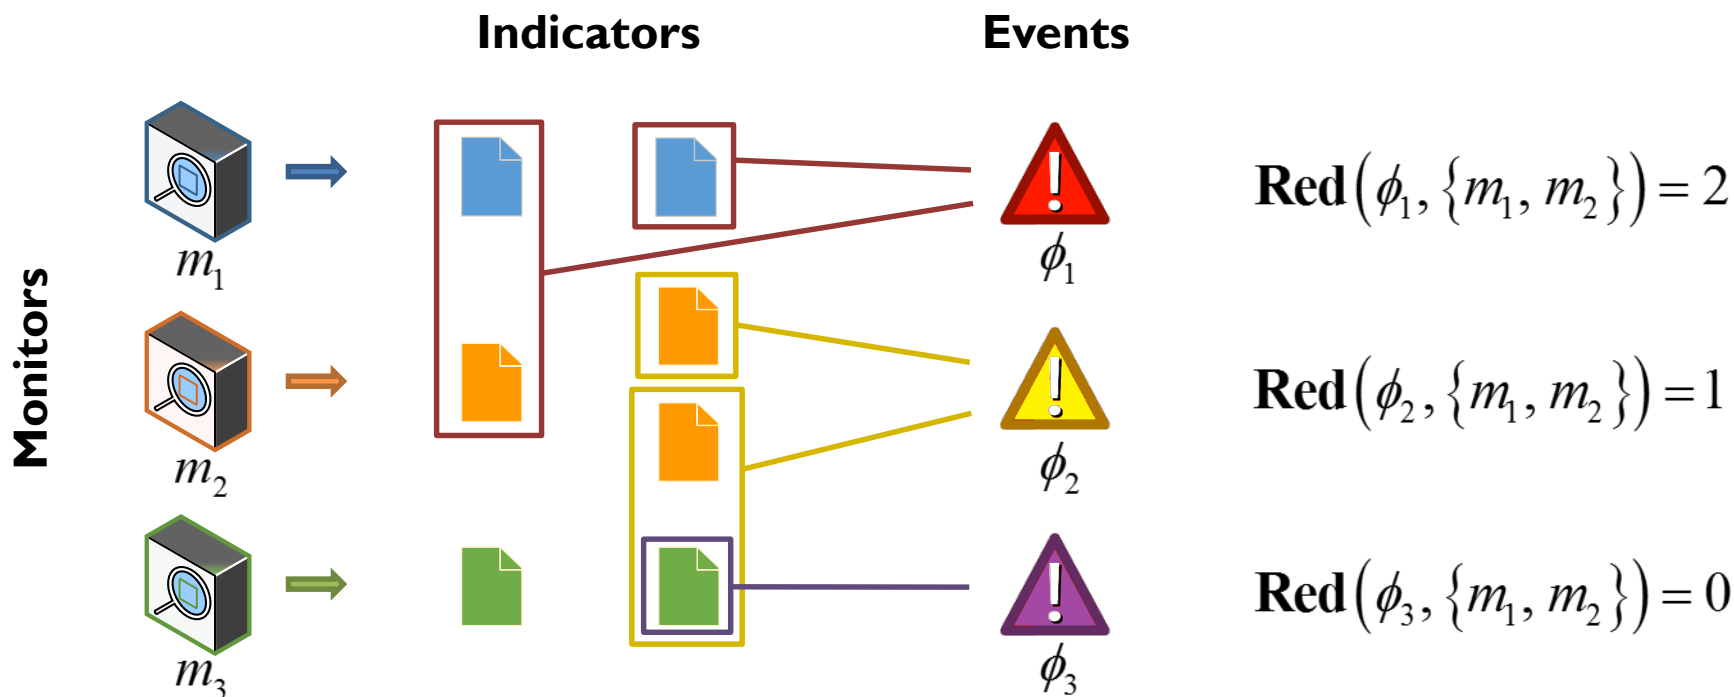 Indicators
Events
Monitors
m₁
ϕ₁
Red(ϕ₁, {m₁, m₂}) = 2
m₂
ϕ₂
Red(ϕ₂, {m₁, m₂}) = 1
m₃
ϕ₃
Red(ϕ₃, {m₁, m₂}) = 0